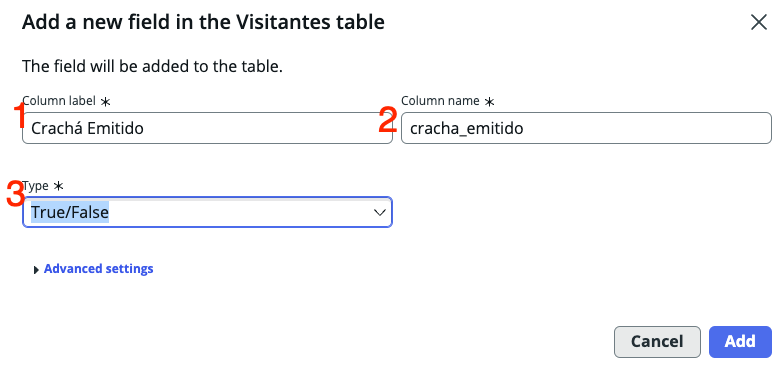 Add a new field in the Visitantes table
The field will be added to the table.
1 Column label *
2 Column name *
Crachá Emitido
cracha_emitido
3 Type *
True/False
Advanced settings
Cancel
Add